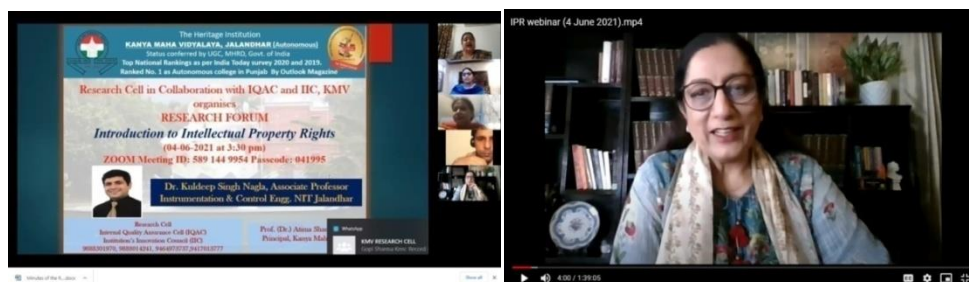 The Heritage Institution
KANYA MAHA VIDYALAYA, JALANDHAR (Autonomous)
Status conferred by UGC, MHRD, Govt. of India
Top National Rankings as per India Today survey 2020 and 2019.
Ranked No. 1 as Autonomous college in Punjab By Outlook Magazine
Research Cell in Collaboration with IQAC and IIC, KMV
organises
RESEARCH FORUM
Introduction to Intellectual Property Rights
(04-06-2021 at 3:30 pm)
ZOOM Meeting ID: 589 144 9954 Passcode: 041995
Dr. Kuldeep Singh Nagla, Associate Professor
Instrumentation & Control Engg. NIT Jalandhar
Research Cell
Internal Quality Assurance Cell (IQAC)
Institution's Innovation Council (IIC)
Prof. (Dr.) Atima
Principal, Kanya
WhatsApp
KMV RESEARCH CELL
Show all
IPR webinar (4 June 2021).mp4
4:00 / 1:39:05